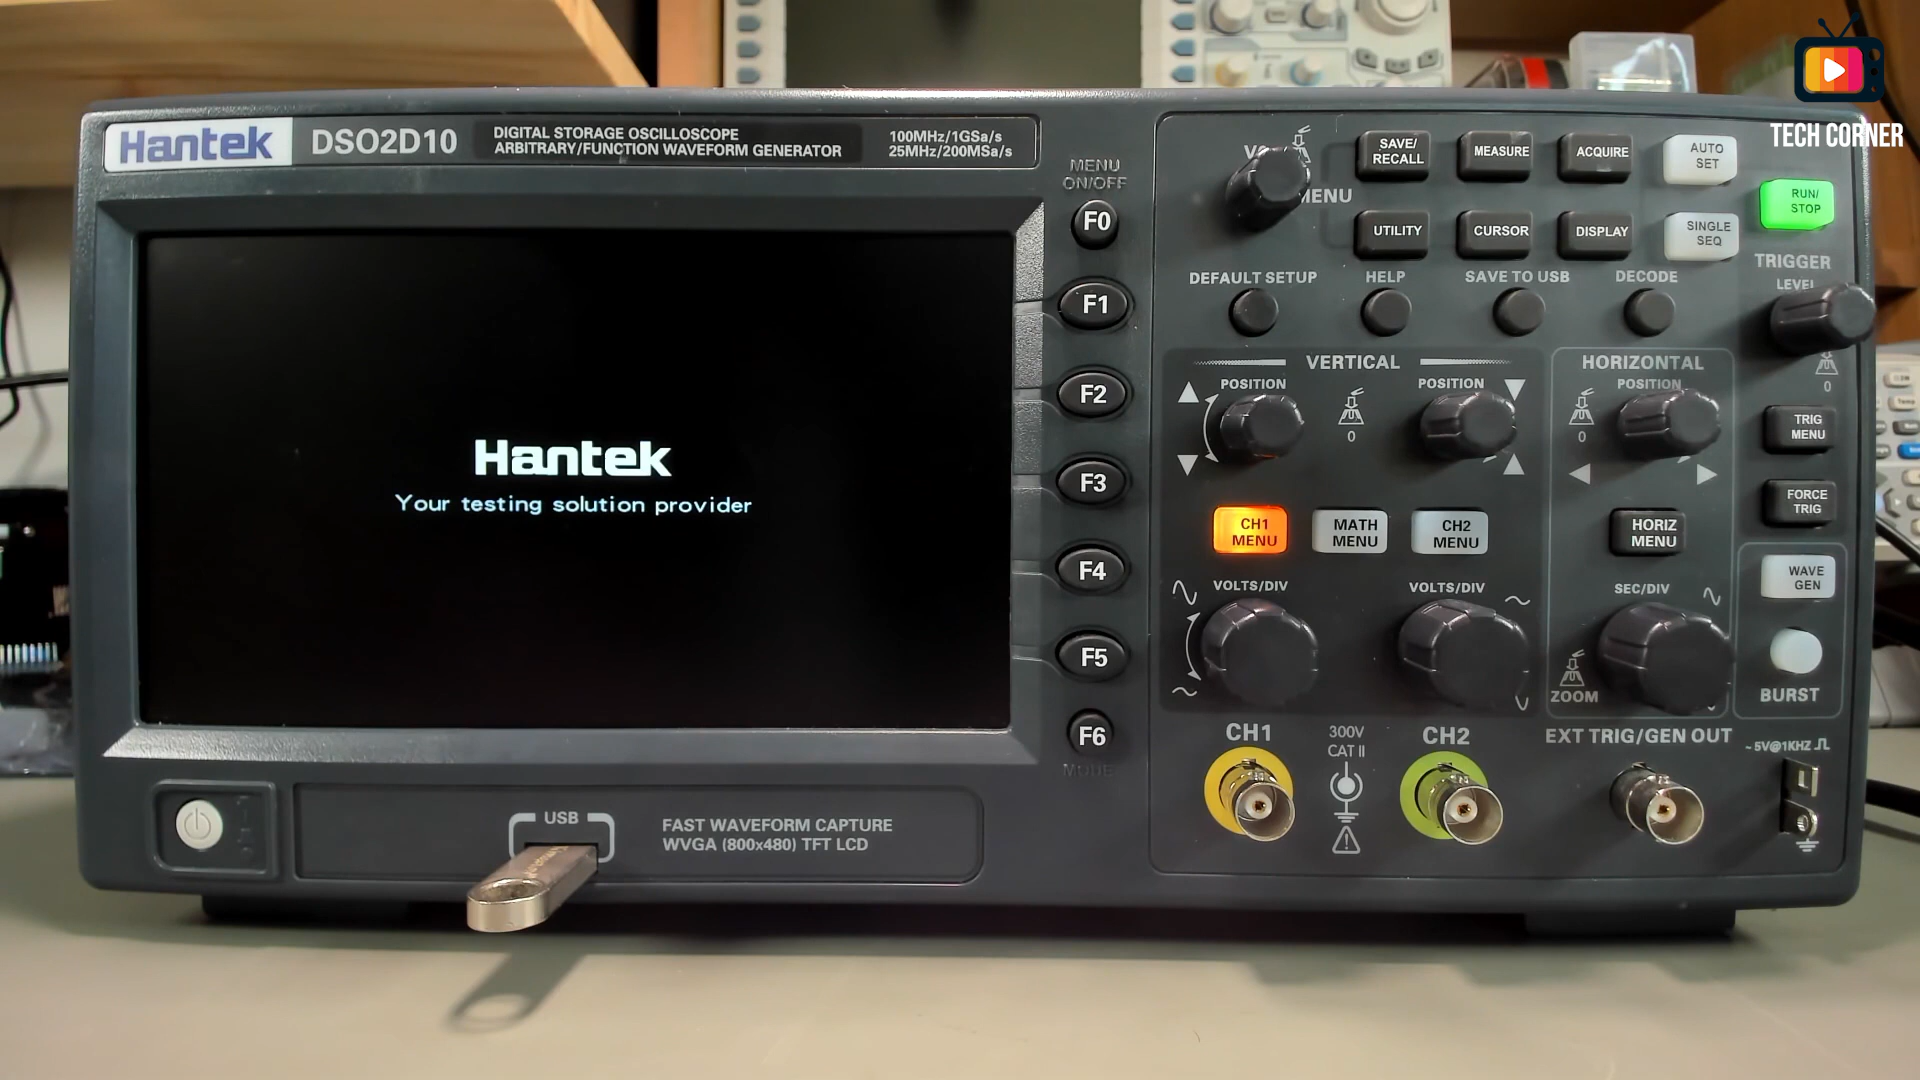 TECH CORNER
Hantek
DSO2D10
DIGITAL STORAGE OSCILLOSCOPE
ARBITRARY/FUNCTION WAVEFORM GENERATOR
100MHz/1GSa/s
25MHz/200MSa/s
MENU
ON/OFF
F0
F1
F2
F3
F4
F5
F6
MODE
Hantek
Your testing solution provider
MENU
SAVE/
RECALL
MEASURE
ACQUIRE
AUTO
SET
RUN/
STOP
UTILITY
CURSOR
DISPLAY
SINGLE
SEQ
DEFAULT SETUP
HELP
SAVE TO USB
DECODE
TRIGGER
LEVEL
0
VERTICAL
POSITION
0
POSITION
HORIZONTAL
POSITION
0
TRIG
MENU
FORCE
TRIG
CH1
MENU
MATH
MENU
CH2
MENU
HORIZ
MENU
WAVE
GEN
VOLTS/DIV
VOLTS/DIV
SEC/DIV
ZOOM
BURST
CH1
300V
CAT II
CH2
EXT TRIG/GEN OUT
~5V@1KHZ
USB
FAST WAVEFORM CAPTURE
WVGA (800x480) TFT LCD